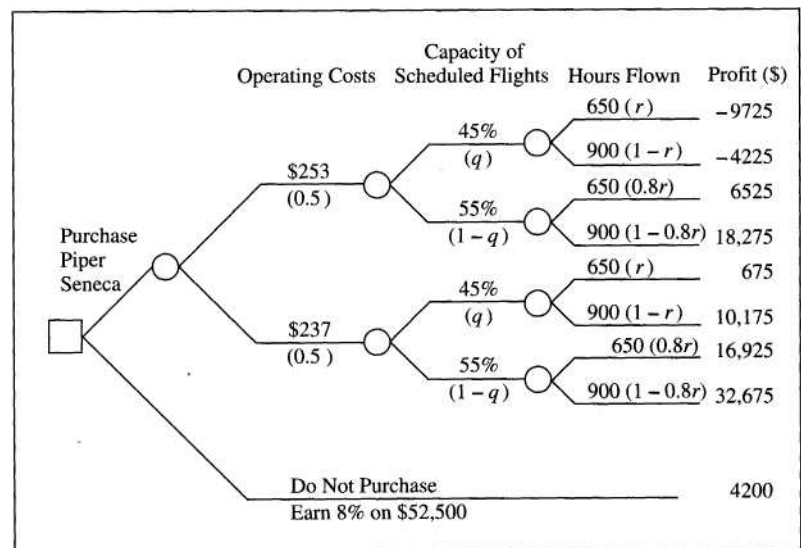 Capacity of
Operating Costs Scheduled Flights Hours Flown Profit ($)
650 (r) −9725
45%
(q)
900 (1 − r) −4225
$253
(0.5)
650 (0.8r) 6525
55%
(1 − q)
900 (1 − 0.8r) 18,275
Purchase
Piper
Seneca
650 (r) 675
45%
(q)
900 (1 − r) 10,175
$237
(0.5)
650 (0.8r) 16,925
55%
(1 − q)
900 (1 − 0.8r) 32,675
Do Not Purchase 4200
Earn 8% on $52,500